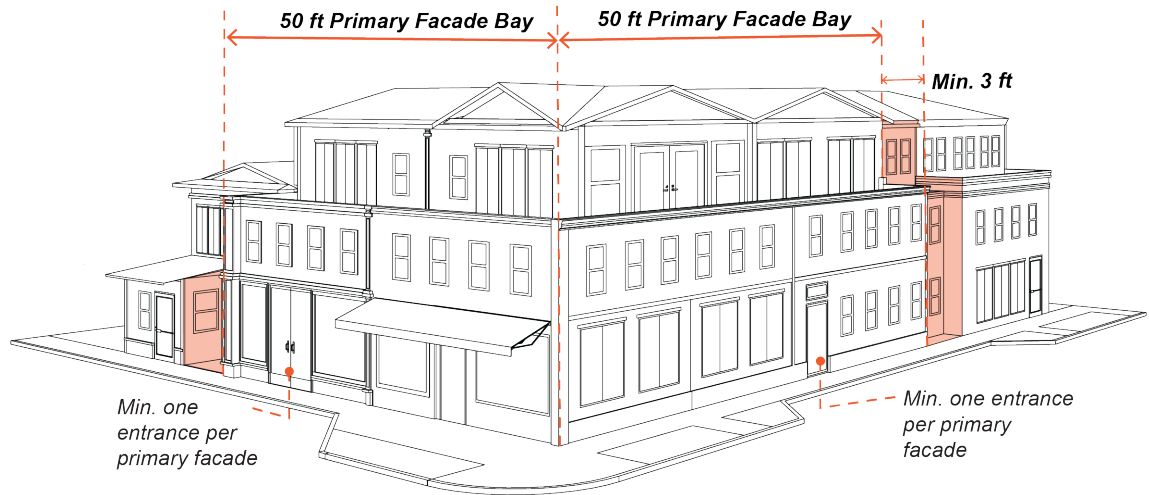 50 ft Primary Facade Bay
50 ft Primary Facade Bay
Min. 3 ft
Min. one
entrance per
primary facade
Min. one entrance
per primary
facade